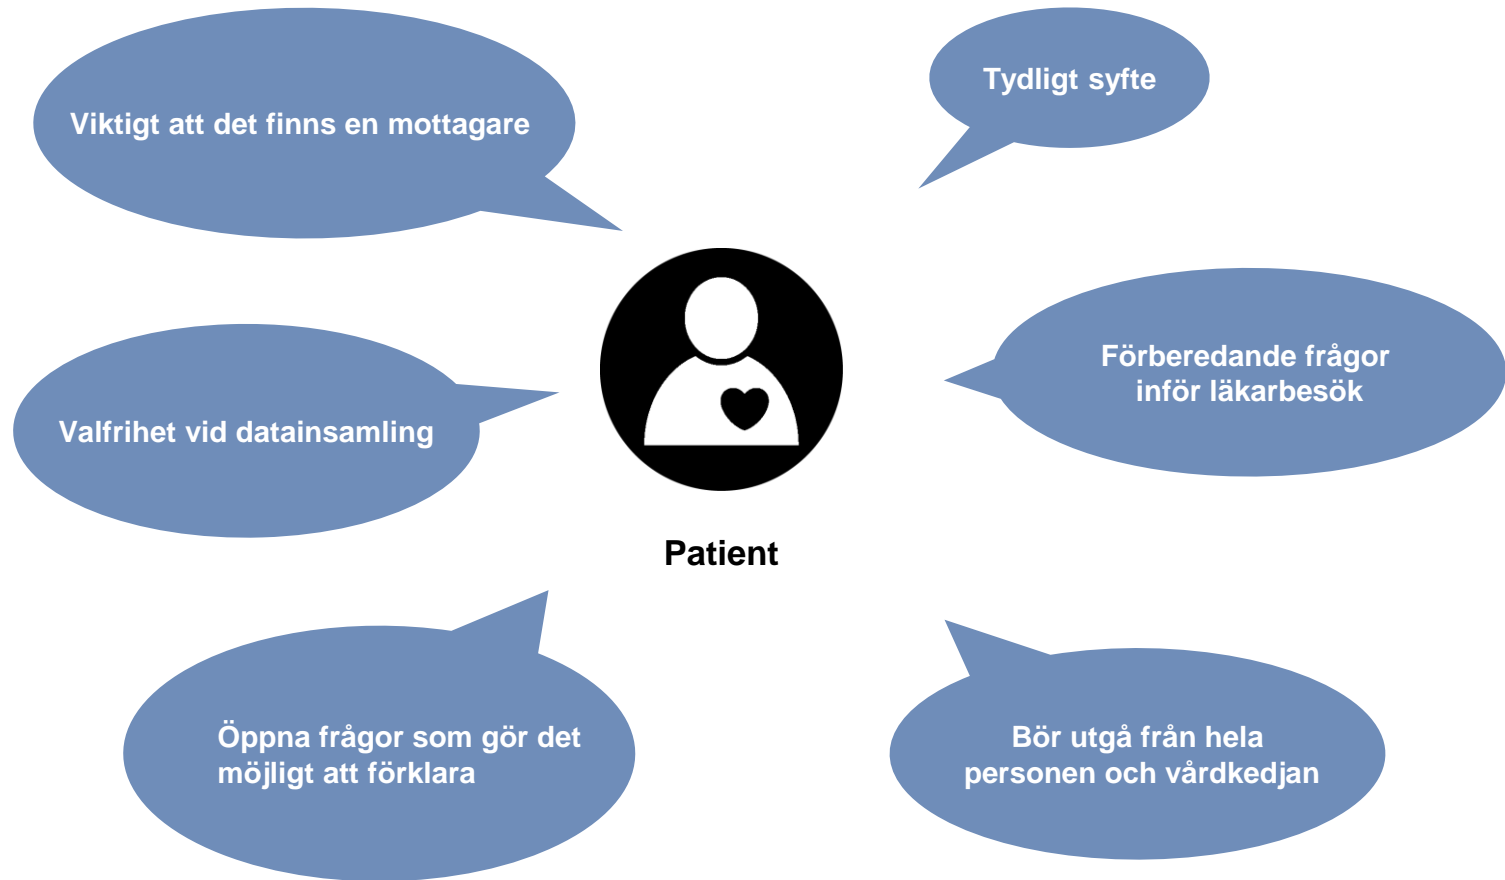 Viktigt att det finns en mottagare
Tydligt syfte
Förberedande frågor
inför läkarbesök
Valfrihet vid datainsamling
Patient
Öppna frågor som gör det
möjligt att förklara
Bör utgå från hela
personen och vårdkedjan